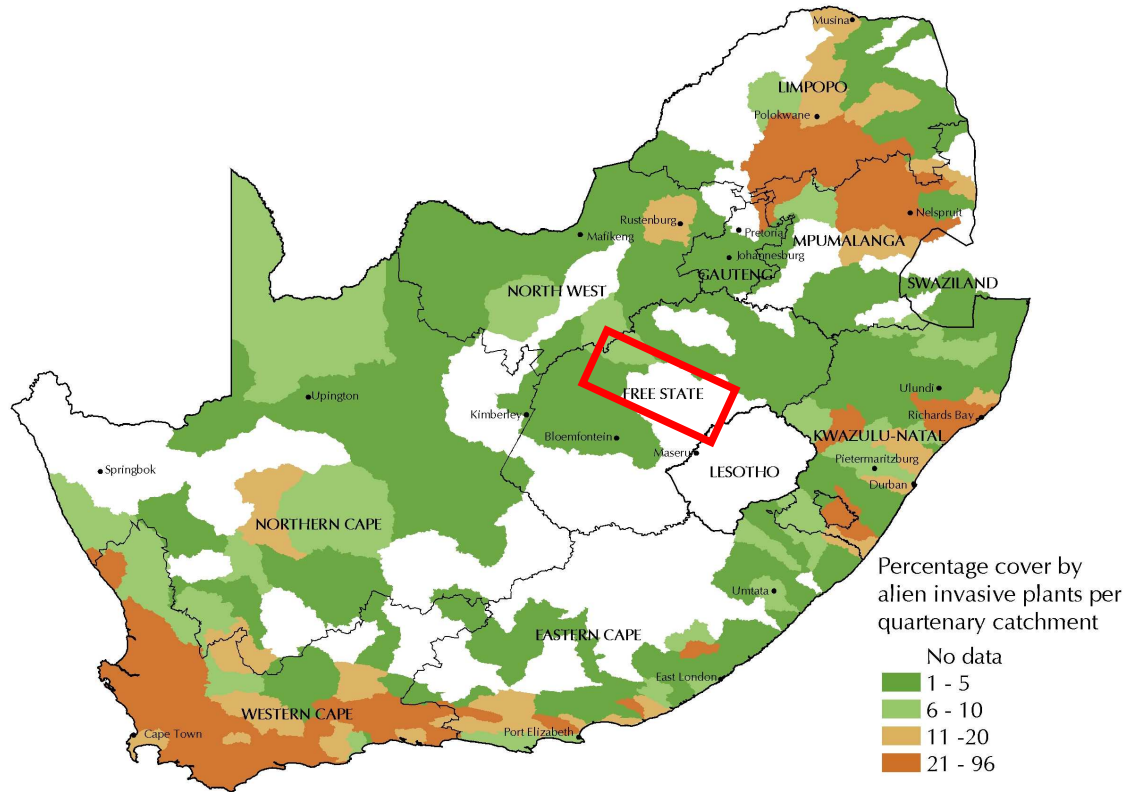 Musina
LIMPOPO
Polokwane
Nelspruit
Rustenburg
Mafikeng
Pretoria
MPUMALANGA
Johannesburg
GAUTENG
SWAZILAND
NORTH WEST
Upington
Kimberley
FREE STATE
Ulundi
Richards Bay
Bloemfontein
KWAZULU-NATAL
Maseru
Pietermaritzburg
Springbok
LESOTHO
Durban
NORTHERN CAPE
Umtata
EASTERN CAPE
East London
WESTERN CAPE
Cape Town
Port Elizabeth
Percentage cover by
alien invasive plants per
quartenary catchment
No data
1 - 5
6 - 10
11 -20
21 - 96